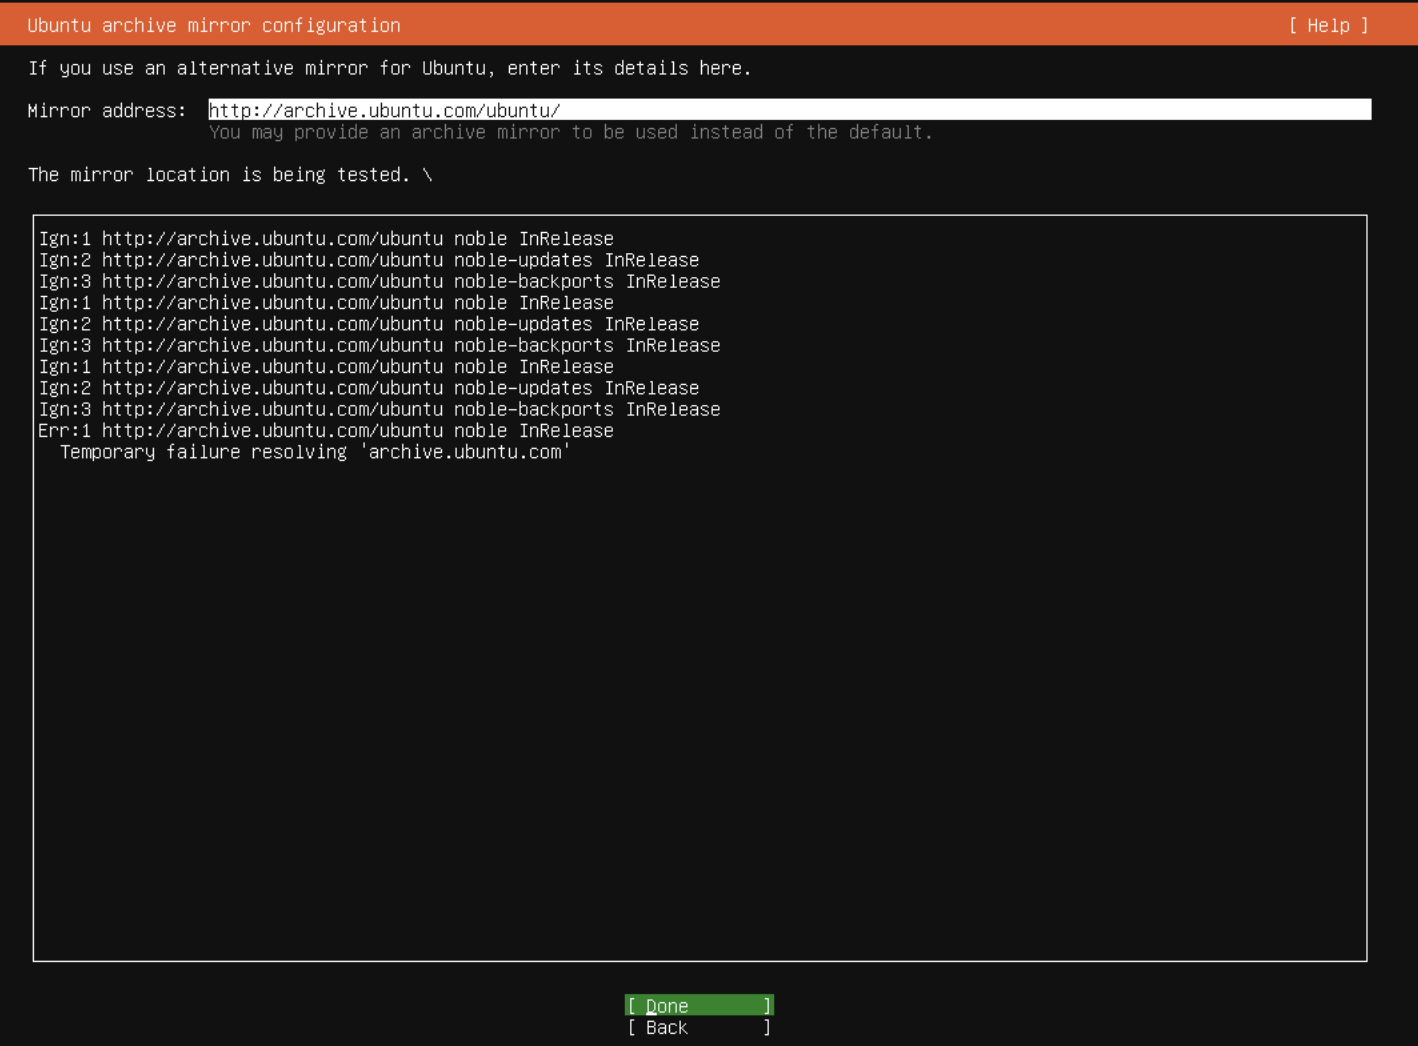 Ubuntu archive mirror configuration [ Help ]
If you use an alternative mirror for Ubuntu, enter its details here.
Mirror address: http://archive.ubuntu.com/ubuntu/
You may provide an archive mirror to be used instead of the default.
The mirror location is being tested. \
Ign:1 http://archive.ubuntu.com/ubuntu noble InRelease
Ign:2 http://archive.ubuntu.com/ubuntu noble-updates InRelease
Ign:3 http://archive.ubuntu.com/ubuntu noble-backports InRelease
Ign:1 http://archive.ubuntu.com/ubuntu noble InRelease
Ign:2 http://archive.ubuntu.com/ubuntu noble-updates InRelease
Ign:3 http://archive.ubuntu.com/ubuntu noble-backports InRelease
Ign:1 http://archive.ubuntu.com/ubuntu noble InRelease
Ign:2 http://archive.ubuntu.com/ubuntu noble-updates InRelease
Ign:3 http://archive.ubuntu.com/ubuntu noble-backports InRelease
Err:1 http://archive.ubuntu.com/ubuntu noble InRelease
Temporary failure resolving 'archive.ubuntu.com'
[ Done ]
[ Back ]